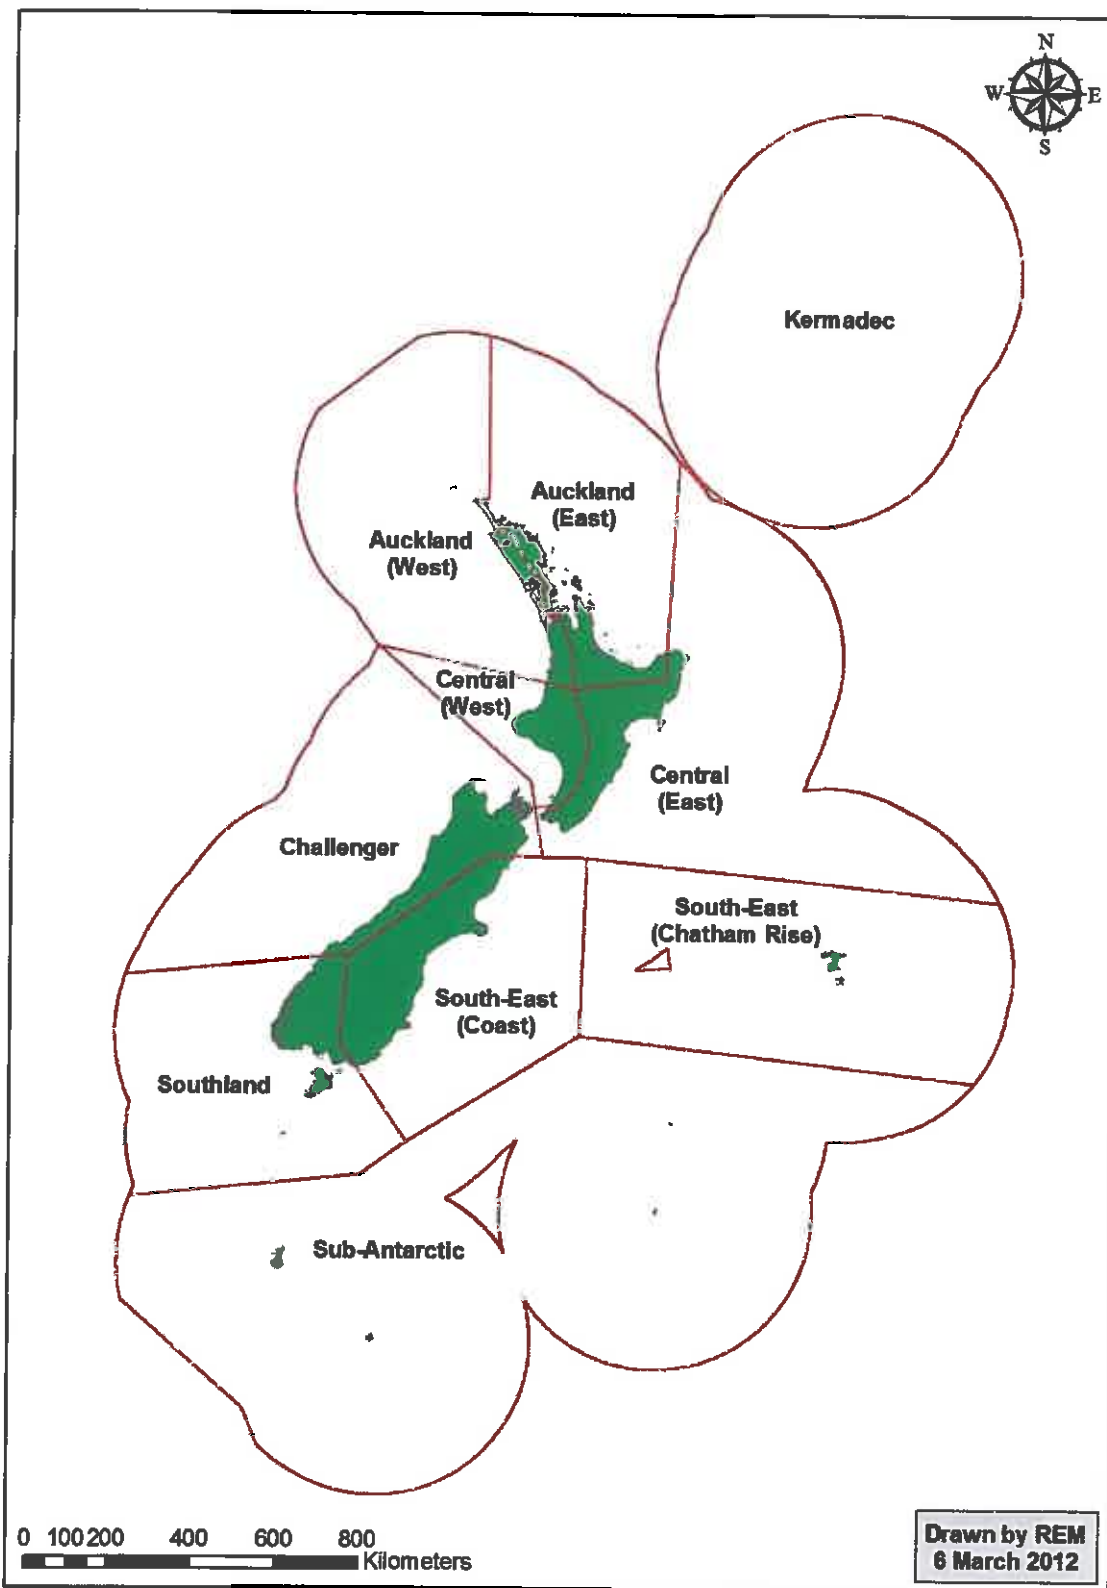 N
W E
S
Kermadec
Auckland
(East)
Auckland
(West)
Central
(West)
Central
(East)
Challenger
South-East
(Chatham Rise)
South-East
(Coast)
Southland
Sub-Antarctic
0 100 200 400 600 800
Kilometers
Drawn by REM
6 March 2012